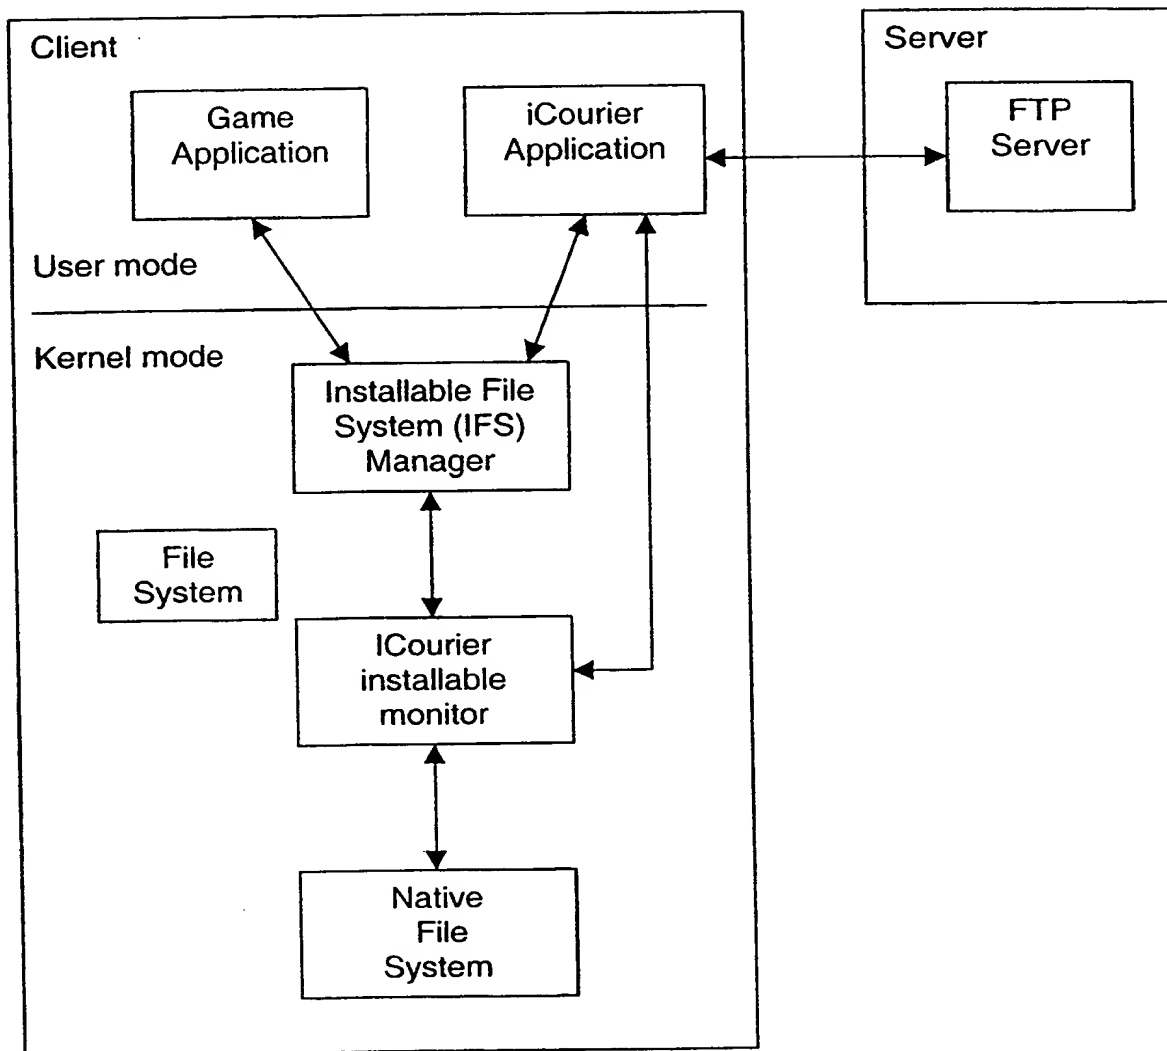 Client
Server
Game
Application
iCourier
Application
FTP
Server
User mode
Kernel mode
Installable File
System (IFS)
Manager
File
System
ICourier
installable
monitor
Native
File
System